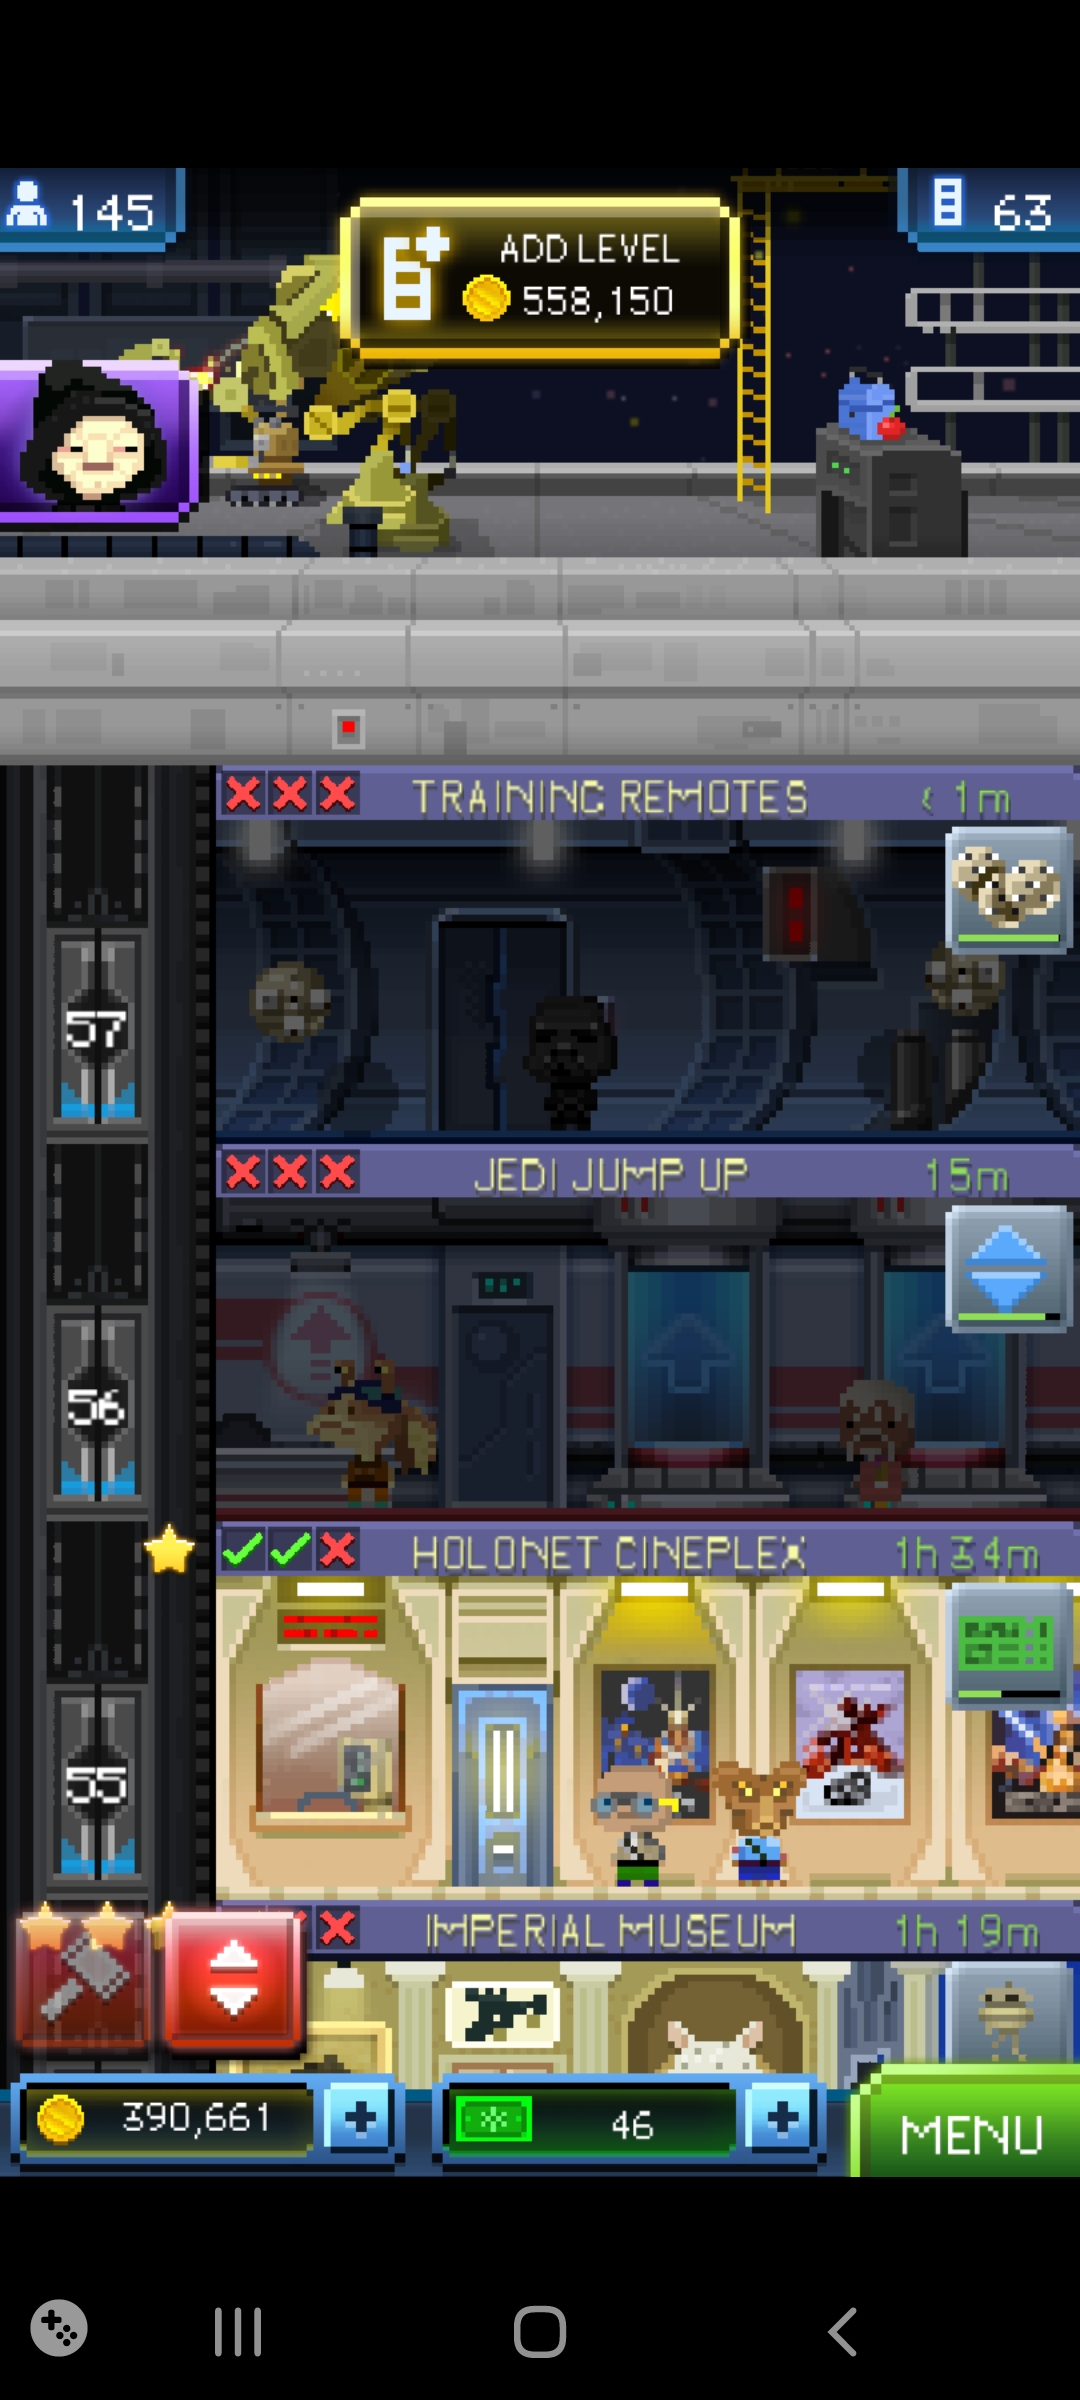 145
ADD LEVEL
558,150
63
TRAINING REMOTES < 1m
57
JEDI JUMP UP 15m
56
HOLONET CINEPLEX 1h 34m
55
IMPERIAL MUSEUM 1h 19m
390,661
46
MENU